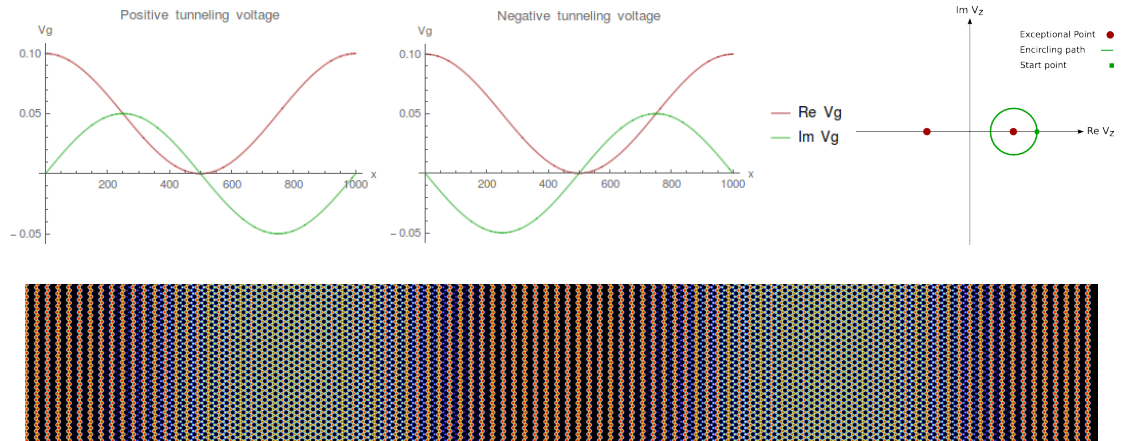 Positive tunneling voltage
Vg
0.10
0.05
− 0.05
200
400
600
800
1000
x
Negative tunneling voltage
Vg
0.10
0.05
− 0.05
200
400
600
800
1000
x
Re Vg
Im Vg
Im VZ
Re VZ
Exceptional Point
Encircling path
Start point